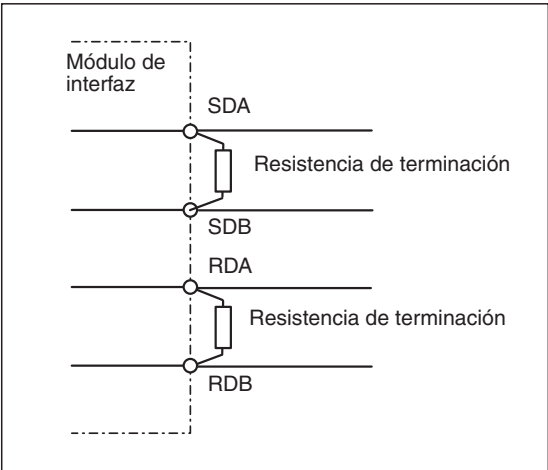 Módulo de
interfaz
SDA
Resistencia de terminación
SDB
RDA
Resistencia de terminación
RDB